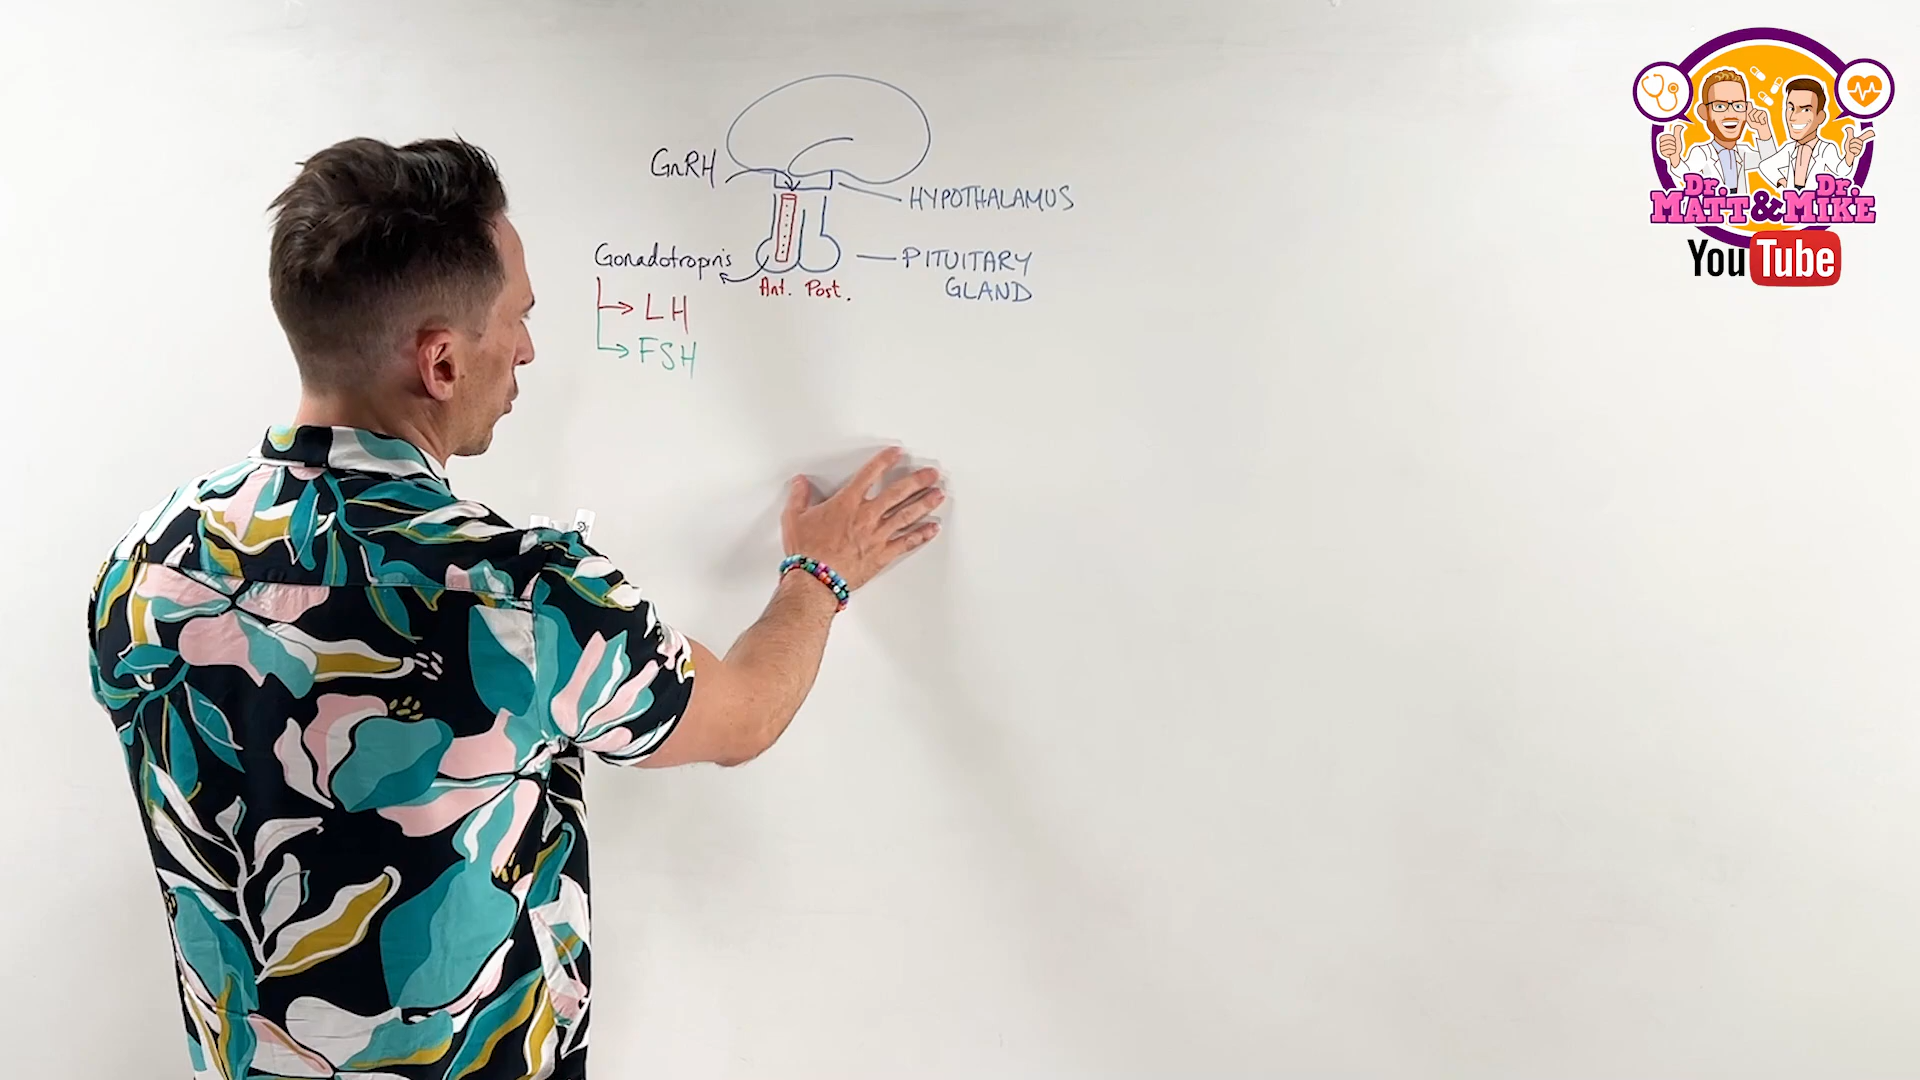 GnRH
HYPOTHALAMUS
Gonadotropins
PITUITARY
GLAND
Ant. Post.
LH
FSH
Dr. Dr.
MATT & MIKE
YouTube